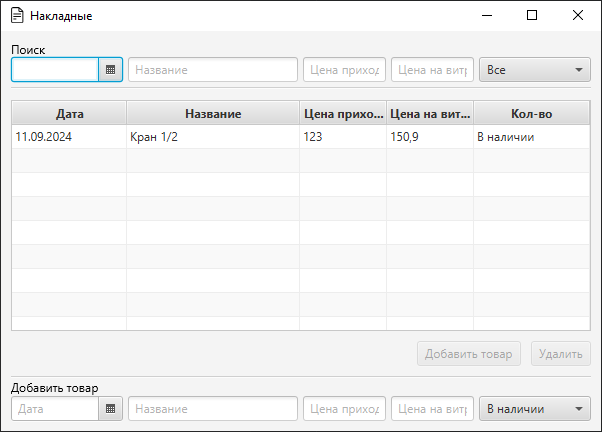 Накладные
Поиск
Название Цена приход Цена на витр Все
Дата Название Цена прихо... Цена на вит... Кол-во
11.09.2024 Кран 1/2 123 150,9 В наличии
Добавить товар Удалить
Добавить товар
Дата Название Цена приход Цена на витр В наличии